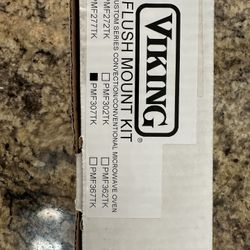 VIKING®
FLUSH MOUNT KIT
CUSTOM SERIES CONVECTION/CONVENTIONAL MICROWAVE OVEN
PMF272TK □PMF302TK □PMF362TK
PMF277TK ■PMF307TK □PMF367TK